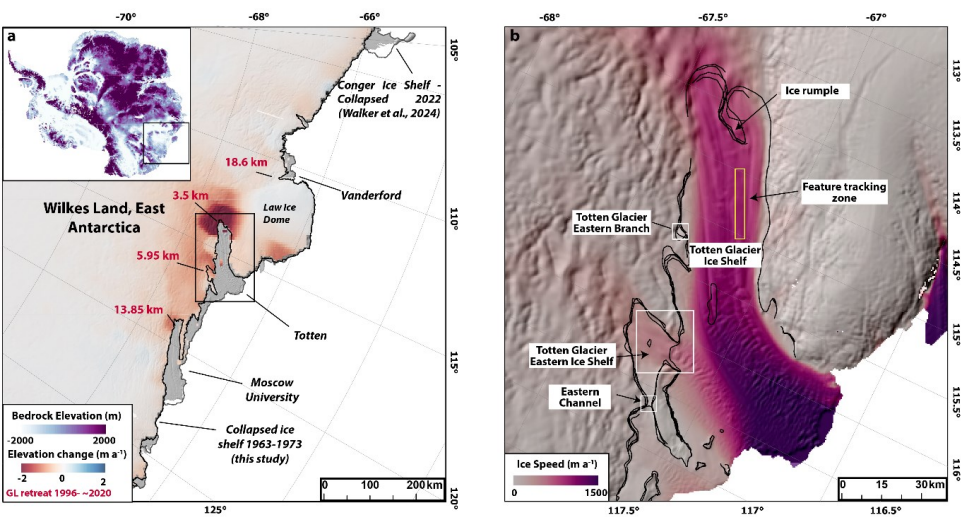 -70°
-68°
-66°
a
105°
Conger Ice Shelf -
Collapsed 2022
(Walker et al., 2024)
18.6 km
Vanderford
3.5 km
Law Ice
Dome
Wilkes Land, East
Antarctica
110°
5.95 km
13.85 km
Totten
115°
Moscow
University
Collapsed ice
shelf 1963-1973
(this study)
Bedrock Elevation (m)
-2000
2000
Elevation change (m a⁻¹)
-2
0
2
GL retreat 1996- ~2020
0
100
200 km
120°
125°
-68°
-67.5°
-67°
b
113°
Ice rumple
113.5°
Feature tracking
zone
114°
Totten Glacier
Eastern Branch
Totten Glacier
Ice Shelf
114.5°
115°
Totten Glacier
Eastern Ice Shelf
Eastern
Channel
115.5°
Ice Speed (m a⁻¹)
0
1500
0
15
30 km
116°
117.5°
117°
116.5°